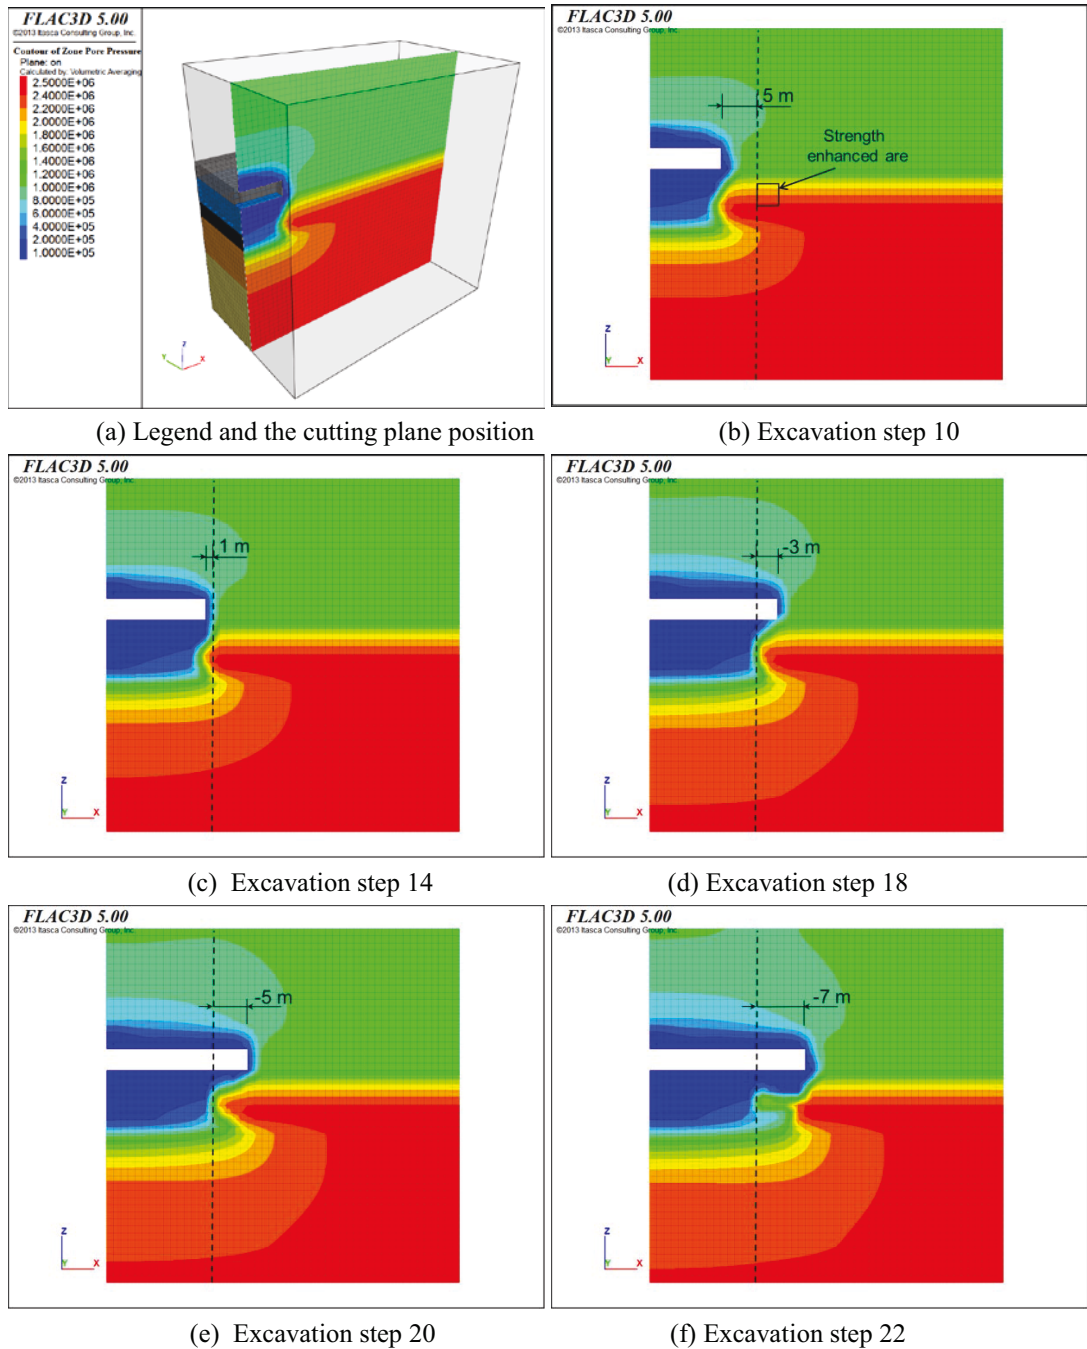 FLAC3D 5.00
©2013 Itasca Consulting Group, Inc.
Contour of Zone Pore Pressure
Plane: on
Calculated by: Volumetric Averaging
2.5000E+06
2.4000E+06
2.2000E+06
2.0000E+06
1.8000E+06
1.6000E+06
1.4000E+06
1.2000E+06
1.0000E+06
8.0000E+05
6.0000E+05
4.0000E+05
2.0000E+05
1.0000E+05
Z
Y
X
(a) Legend and the cutting plane position
FLAC3D 5.00
©2013 Itasca Consulting Group, Inc.
5 m
Strength
enhanced are
Z
Y X
(b) Excavation step 10
FLAC3D 5.00
©2013 Itasca Consulting Group, Inc.
1 m
Z
Y X
(c) Excavation step 14
FLAC3D 5.00
©2013 Itasca Consulting Group, Inc.
-3 m
Z
Y X
(d) Excavation step 18
FLAC3D 5.00
©2013 Itasca Consulting Group, Inc.
-5 m
Z
Y X
(e) Excavation step 20
FLAC3D 5.00
©2013 Itasca Consulting Group, Inc.
-7 m
Z
Y X
(f) Excavation step 22